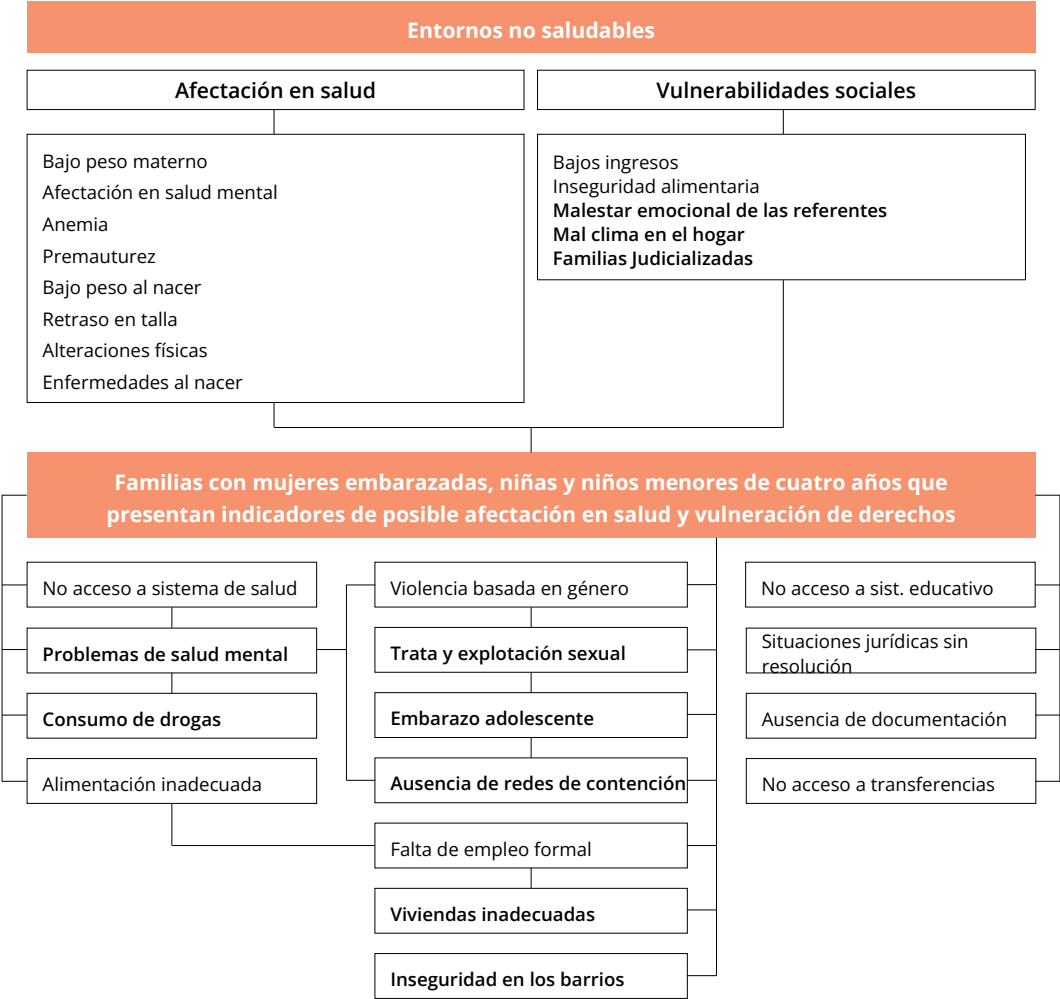 Entornos no saludables
Afectación en salud
Bajo peso materno
Afectación en salud mental
Anemia
Premauturez
Bajo peso al nacer
Retraso en talla
Alteraciones físicas
Enfermedades al nacer
Vulnerabilidades sociales
Bajos ingresos
Inseguridad alimentaria
Malestar emocional de las referentes
Mal clima en el hogar
Familias Judicializadas
Familias con mujeres embarazadas, niñas y niños menores de cuatro años que
presentan indicadores de posible afectación en salud y vulneración de derechos
No acceso a sistema de salud
Problemas de salud mental
Consumo de drogas
Alimentación inadecuada
Violencia basada en género
Trata y explotación sexual
Embarazo adolescente
Ausencia de redes de contención
Falta de empleo formal
Viviendas inadecuadas
Inseguridad en los barrios
No acceso a sist. educativo
Situaciones jurídicas sin
resolución
Ausencia de documentación
No acceso a transferencias